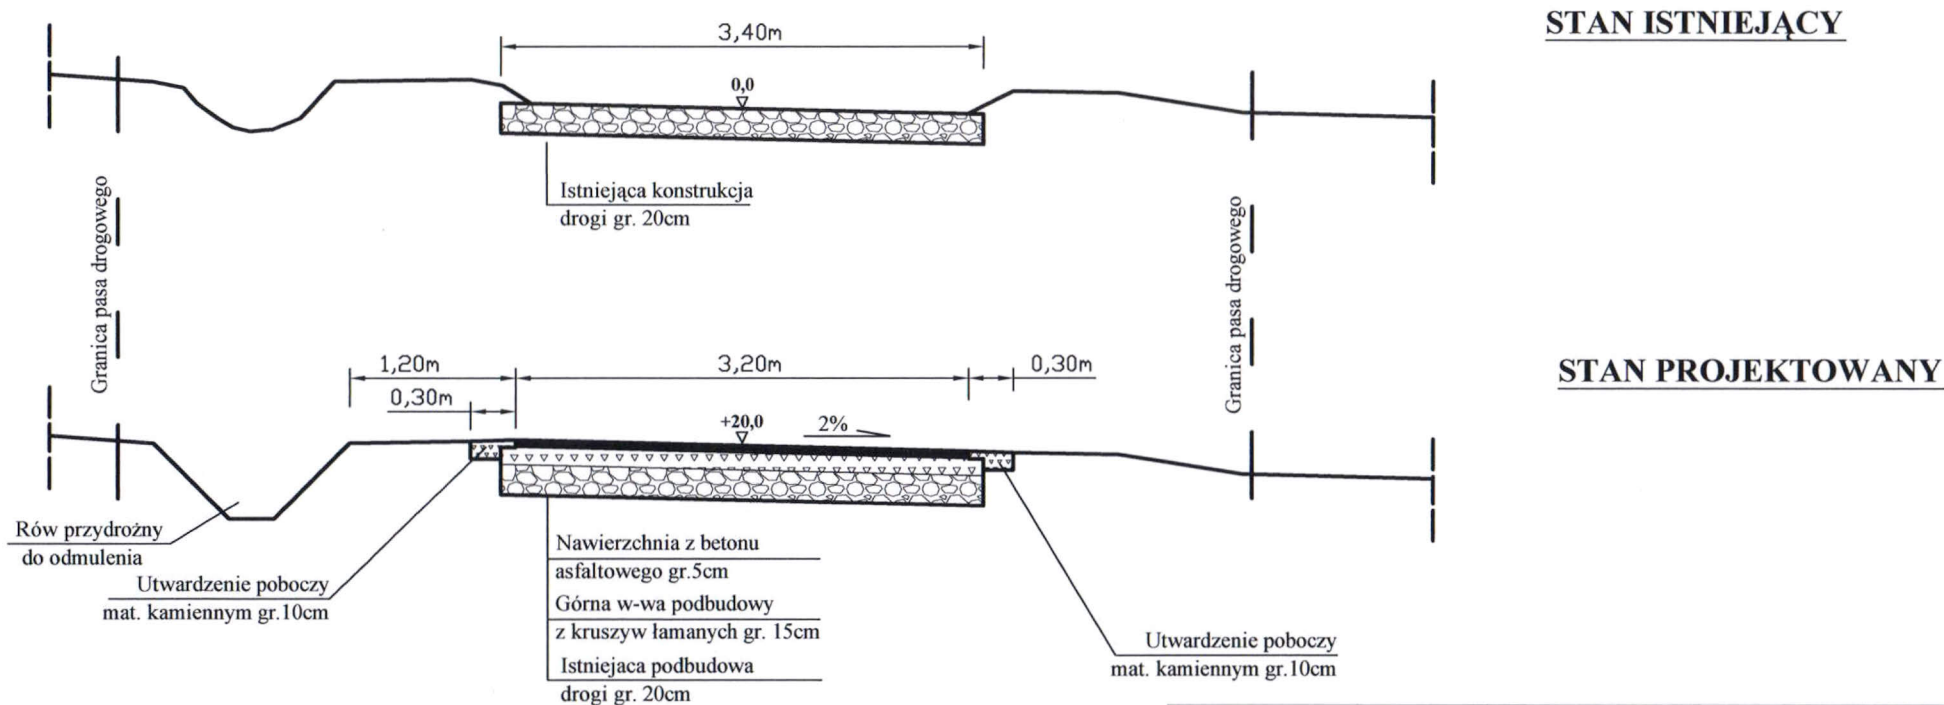 STAN ISTNIEJĄCY
3,40m
0,0
Istniejąca konstrukcja
drogi gr. 20cm
Granica pasa drogowego
Granica pasa drogowego
STAN PROJEKTOWANY
1,20m
3,20m
0,30m
0,30m
+20,0
2%
Rów przydrożny
do odmulenia
Utwardzenie poboczy
mat. kamiennym gr.10cm
Nawierzchnia z betonu
asfaltowego gr.5cm
Górna w-wa podbudowy
z kruszyw łamanych gr. 15cm
Istniejaca podbudowa
drogi gr. 20cm
Utwardzenie poboczy
mat. kamiennym gr.10cm